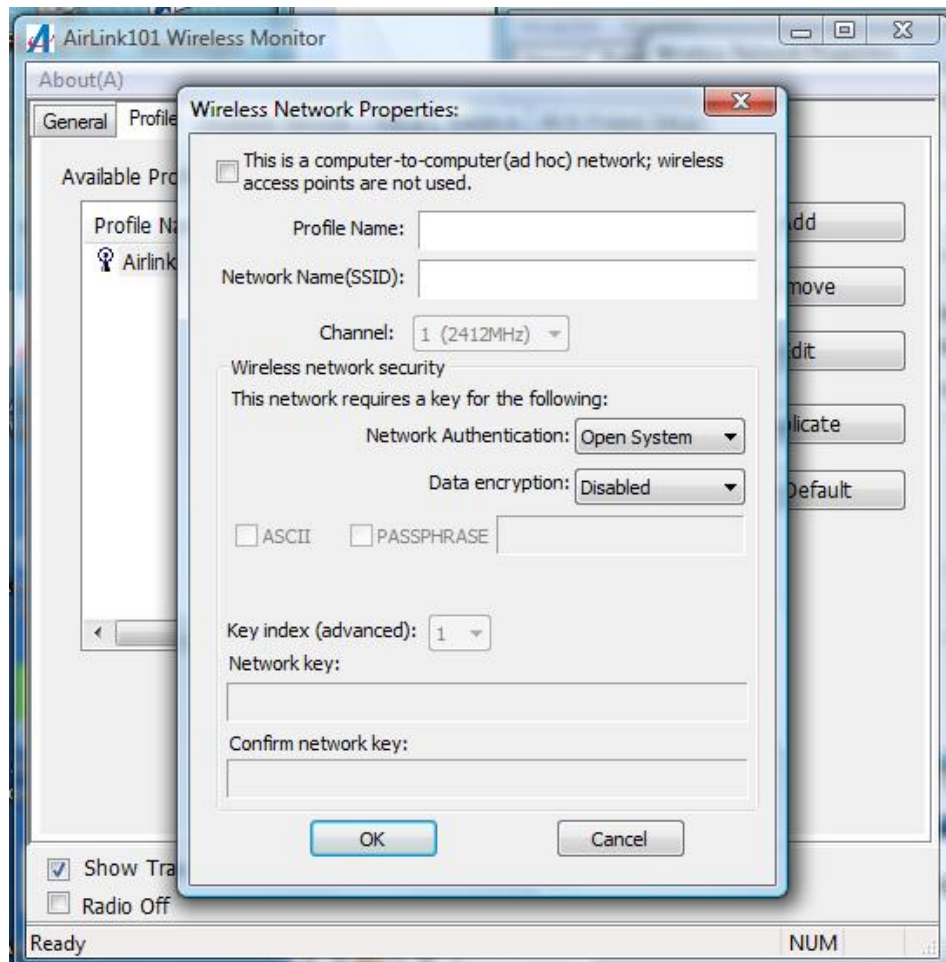 AirLink101 Wireless Monitor
About(A)
Wireless Network Properties:
General Profile
This is a computer-to-computer(ad hoc) network; wireless
access points are not used.
Available Pro
Profile Na
Airlink
Profile Name:
Network Name(SSID):
Channel: 1 (2412MHz)
Wireless network security
This network requires a key for the following:
Network Authentication: Open System
Data encryption: Disabled
ASCII PASSPHRASE
Key index (advanced): 1
Network key:
Confirm network key:
OK Cancel
dd
move
dit
licate
Default
Show Tra
Radio Off
Ready NUM